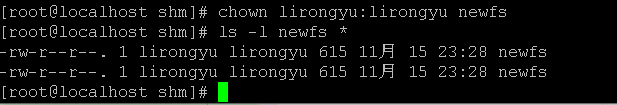 [root@localhost shm]# chown lirongyu:lirongyu newfs
[root@localhost shm]# ls -l newfs *
-rw-r--r--. 1 lirongyu lirongyu 615 11月 15 23:28 newfs
-rw-r--r--. 1 lirongyu lirongyu 615 11月 15 23:28 newfs
[root@localhost shm]#